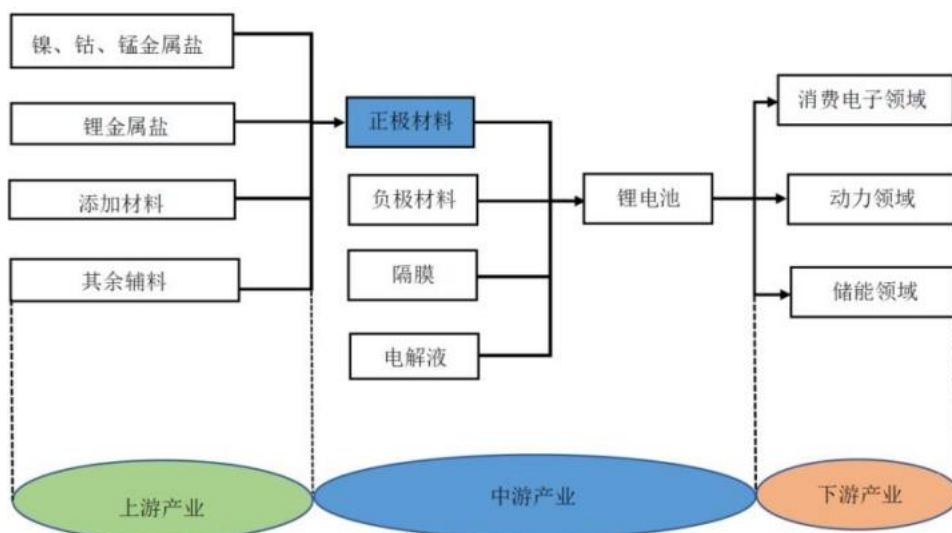 镍、钴、锰金属盐
锂金属盐
添加材料
其余辅料
正极材料
负极材料
隔膜
电解液
锂电池
消费电子领域
动力领域
储能领域
上游产业
中游产业
下游产业